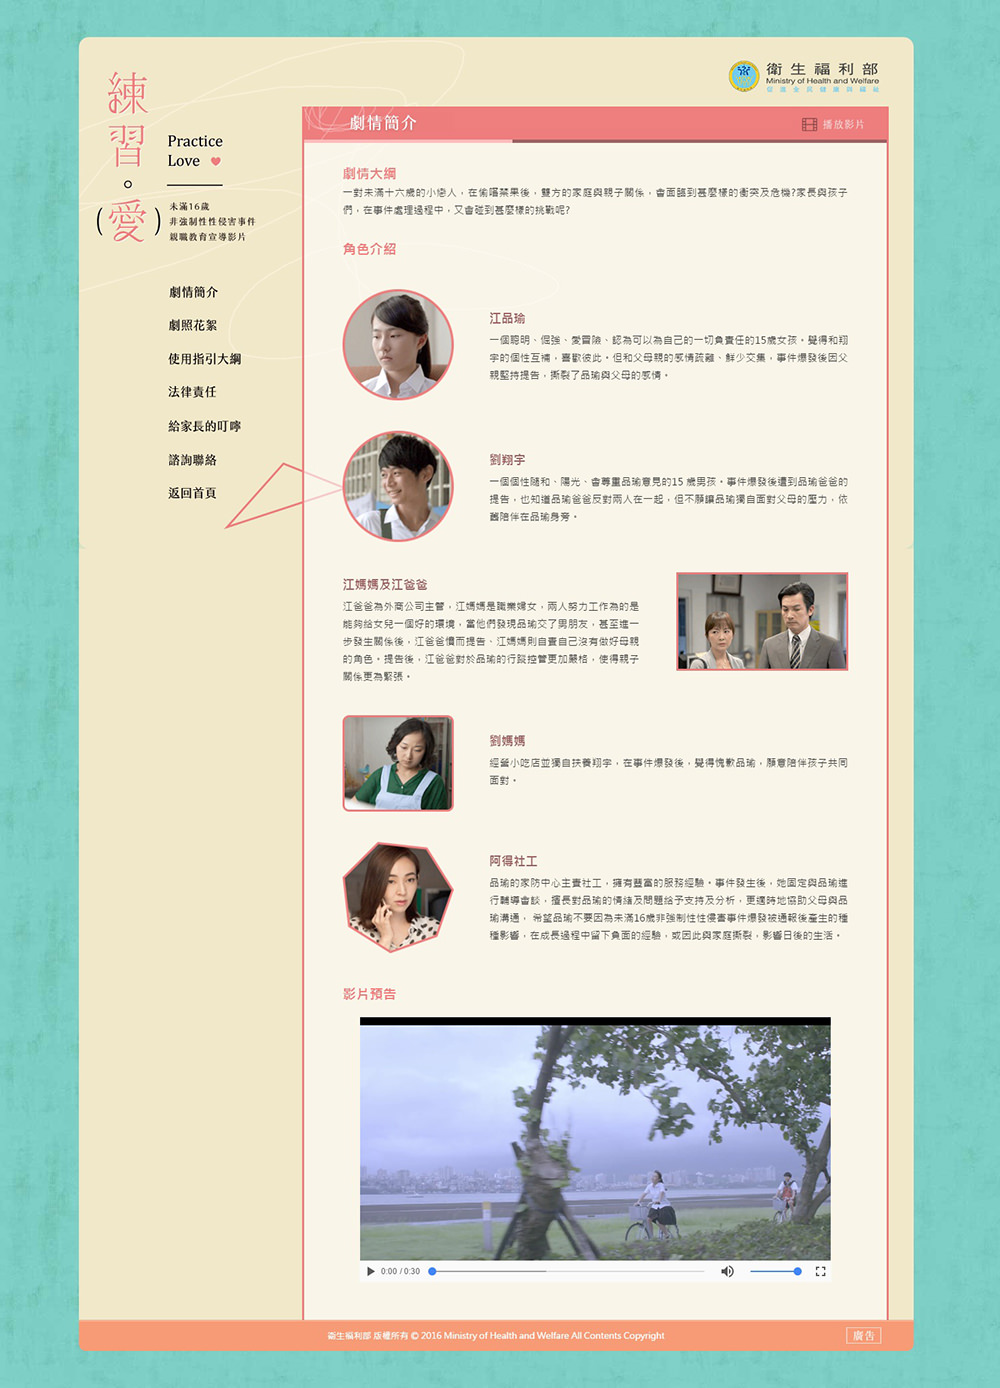 練習。(愛)
Practice
Love
未滿16歲
非強制性性侵害事件
親職教育宣導影片
衛生福利部
Ministry of Health and Welfare
促進全民健康與福祉
劇情簡介
播放影片
劇情簡介
劇照花絮
使用指引大綱
法律責任
給家長的叮嚀
諮詢聯絡
返回首頁
劇情大綱
一對未滿十六歲的小戀人，在偷嚐禁果後，雙方的家庭與親子關係，會面臨到甚麼樣的衝突及危機?家長與孩子
們，在事件處理過程中，又會碰到甚麼樣的挑戰呢?
角色介紹
江品瑜
一個聰明、倔強、愛冒險、認為可以為自己的一切負責任的15歲女孩。覺得和翔
宇的個性互補，喜歡彼此。但和父母親的感情疏離、鮮少交集，事件爆發後因父
親堅持提告，撕裂了品瑜與父母的感情。
劉翔宇
一個個性隨和、陽光、會尊重品瑜意見的15 歲男孩。事件爆發後遭到品瑜爸爸的
提告，也知道品瑜爸爸反對兩人在一起，但不願讓品瑜獨自面對父母的壓力，依
舊陪伴在品瑜身旁。
江媽媽及江爸爸
江爸爸為外商公司主管，江媽媽是職業婦女，兩人努力工作為的是
能夠給女兒一個好的環境，當他們發現品瑜交了男朋友，甚至進一
步發生關係後，江爸爸憤而提告、江媽媽則自責自己沒有做好母親
的角色。提告後，江爸爸對於品瑜的行蹤控管更加嚴格，使得親子
關係更為緊張。
劉媽媽
經營小吃店並獨自扶養翔宇，在事件爆發後，覺得愧歉品瑜，願意陪伴孩子共同
面對。
阿得社工
品瑜的家防中心主責社工，擁有豐富的服務經驗。事件發生後，她固定與品瑜進
行輔導會談，擅長對品瑜的情緒及問題給予支持及分析，更適時地協助父母與品
瑜溝通， 希望品瑜不要因為未滿16歲非強制性性侵害事件爆發被通報後產生的種
種影響，在成長過程中留下負面的經驗，或因此與家庭撕裂，影響日後的生活。
影片預告
0:00 / 0:30
衛生福利部 版權所有 © 2016 Ministry of Health and Welfare All Contents Copyright
廣告